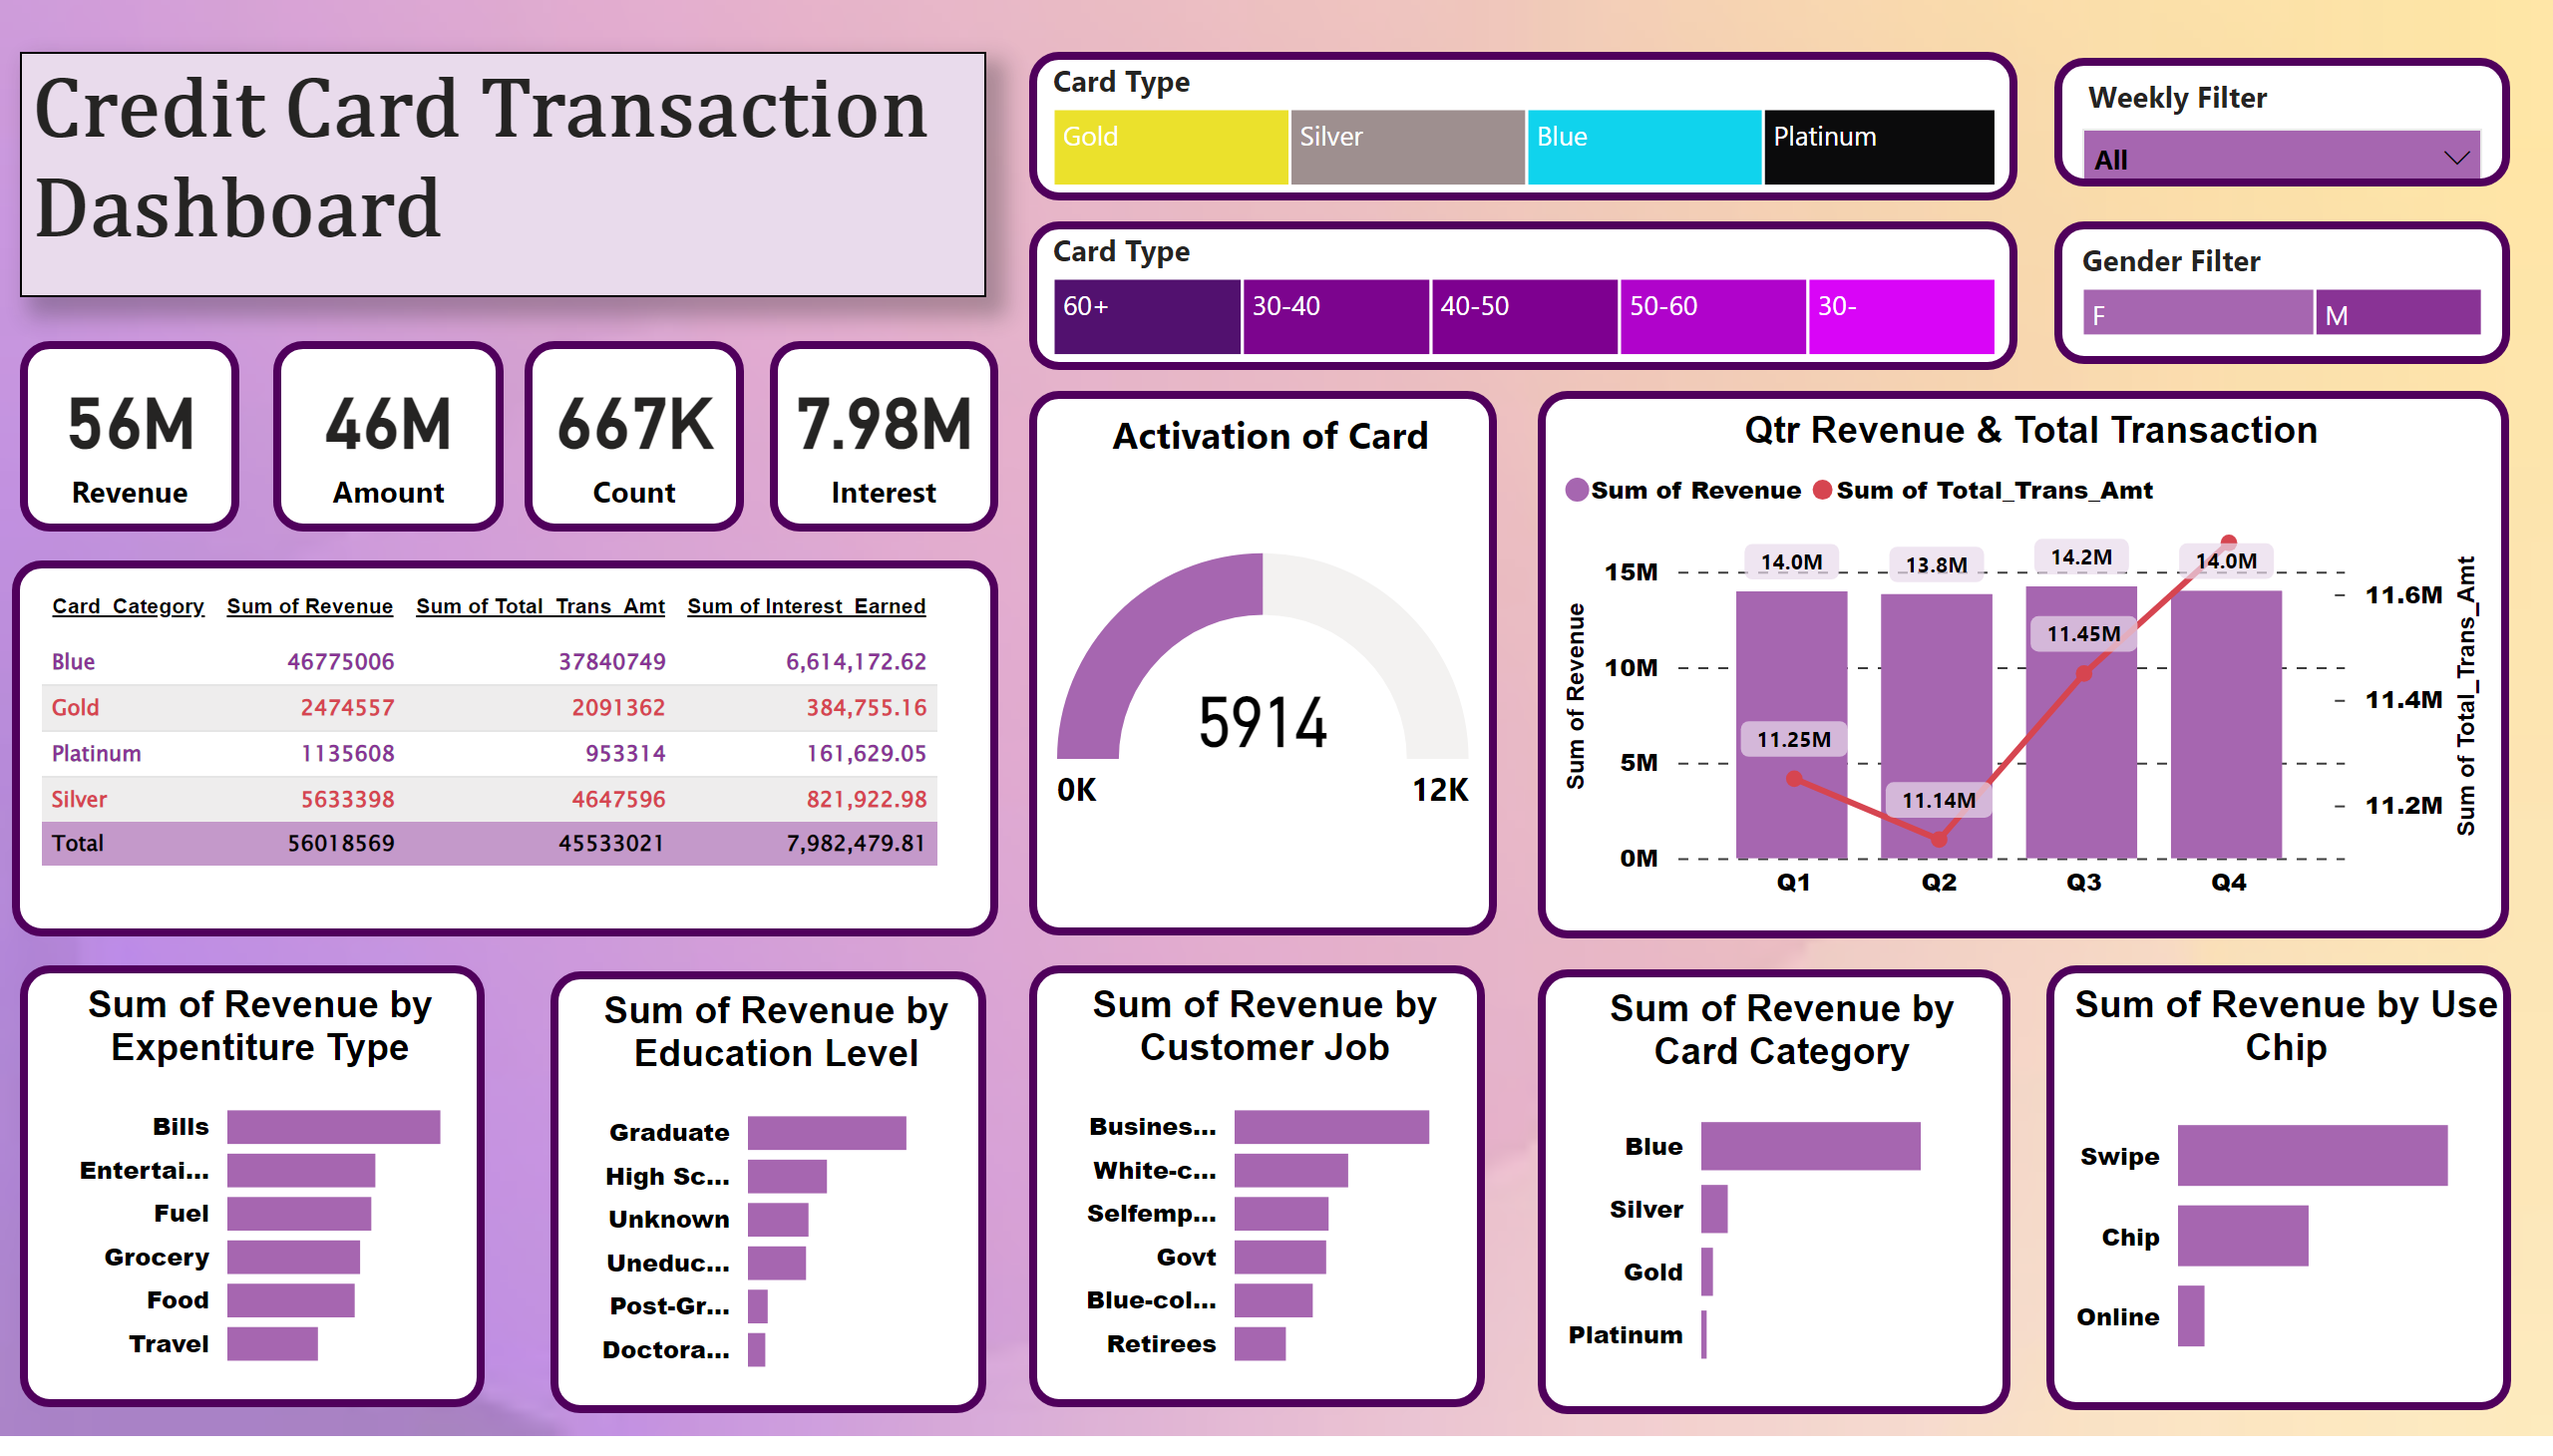 Credit Card Transaction
Dashboard
Card Type
Gold Silver Blue Platinum
Weekly Filter
All
Card Type
60+ 30-40 40-50 50-60 30-
Gender Filter
F M
56M
Revenue
46M
Amount
667K
Count
7.98M
Interest
Card_Category Sum of Revenue Sum of Total_Trans_Amt Sum of Interest_Earned
Blue 46775006 37840749 6,614,172.62
Gold 2474557 2091362 384,755.16
Platinum 1135608 953314 161,629.05
Silver 5633398 4647596 821,922.98
Total 56018569 45533021 7,982,479.81
Activation of Card
5914
0K 12K
Qtr Revenue & Total Transaction
Sum of Revenue Sum of Total_Trans_Amt
Sum of Revenue
15M
10M
5M
0M
14.0M 13.8M 14.2M 14.0M
11.25M 11.14M 11.45M
Q1 Q2 Q3 Q4
11.6M
11.4M
11.2M
Sum of Total_Trans_Amt
Sum of Revenue by
Expentiture Type
Bills
Entertai...
Fuel
Grocery
Food
Travel
Sum of Revenue by
Education Level
Graduate
High Sc...
Unknown
Uneduc...
Post-Gr...
Doctora...
Sum of Revenue by
Customer Job
Busines...
White-c...
Selfemp...
Govt
Blue-col...
Retirees
Sum of Revenue by
Card Category
Blue
Silver
Gold
Platinum
Sum of Revenue by Use
Chip
Swipe
Chip
Online